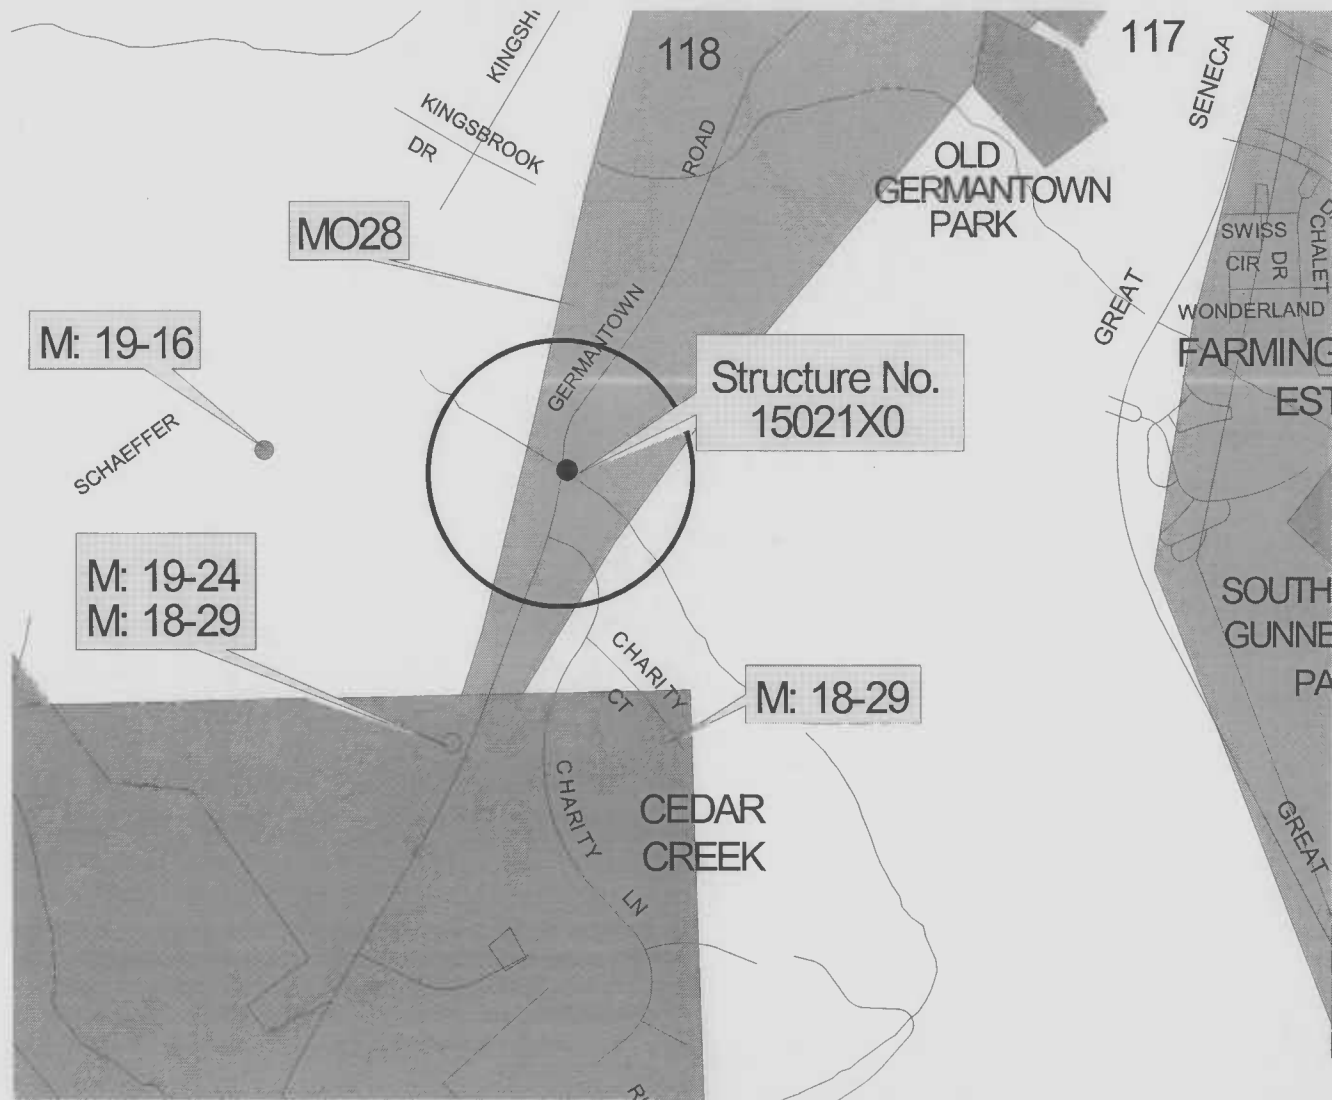 KINGSH
118
117
SENECA
KINGSBROOK
DR
ROAD
OLD
GERMANTOWN
PARK
MO28
SWISS
CIR
DR
CHALET
GERMANTOWN
GREAT
WONDERLAND
M: 19-16
FARMING
EST
Structure No.
15021X0
SCHAEFFER
M: 19-24
M: 18-29
SOUTH
GUNNE
PA
CHARITY
CT
M: 18-29
CHARITY
LN
CEDAR
CREEK
GREAT